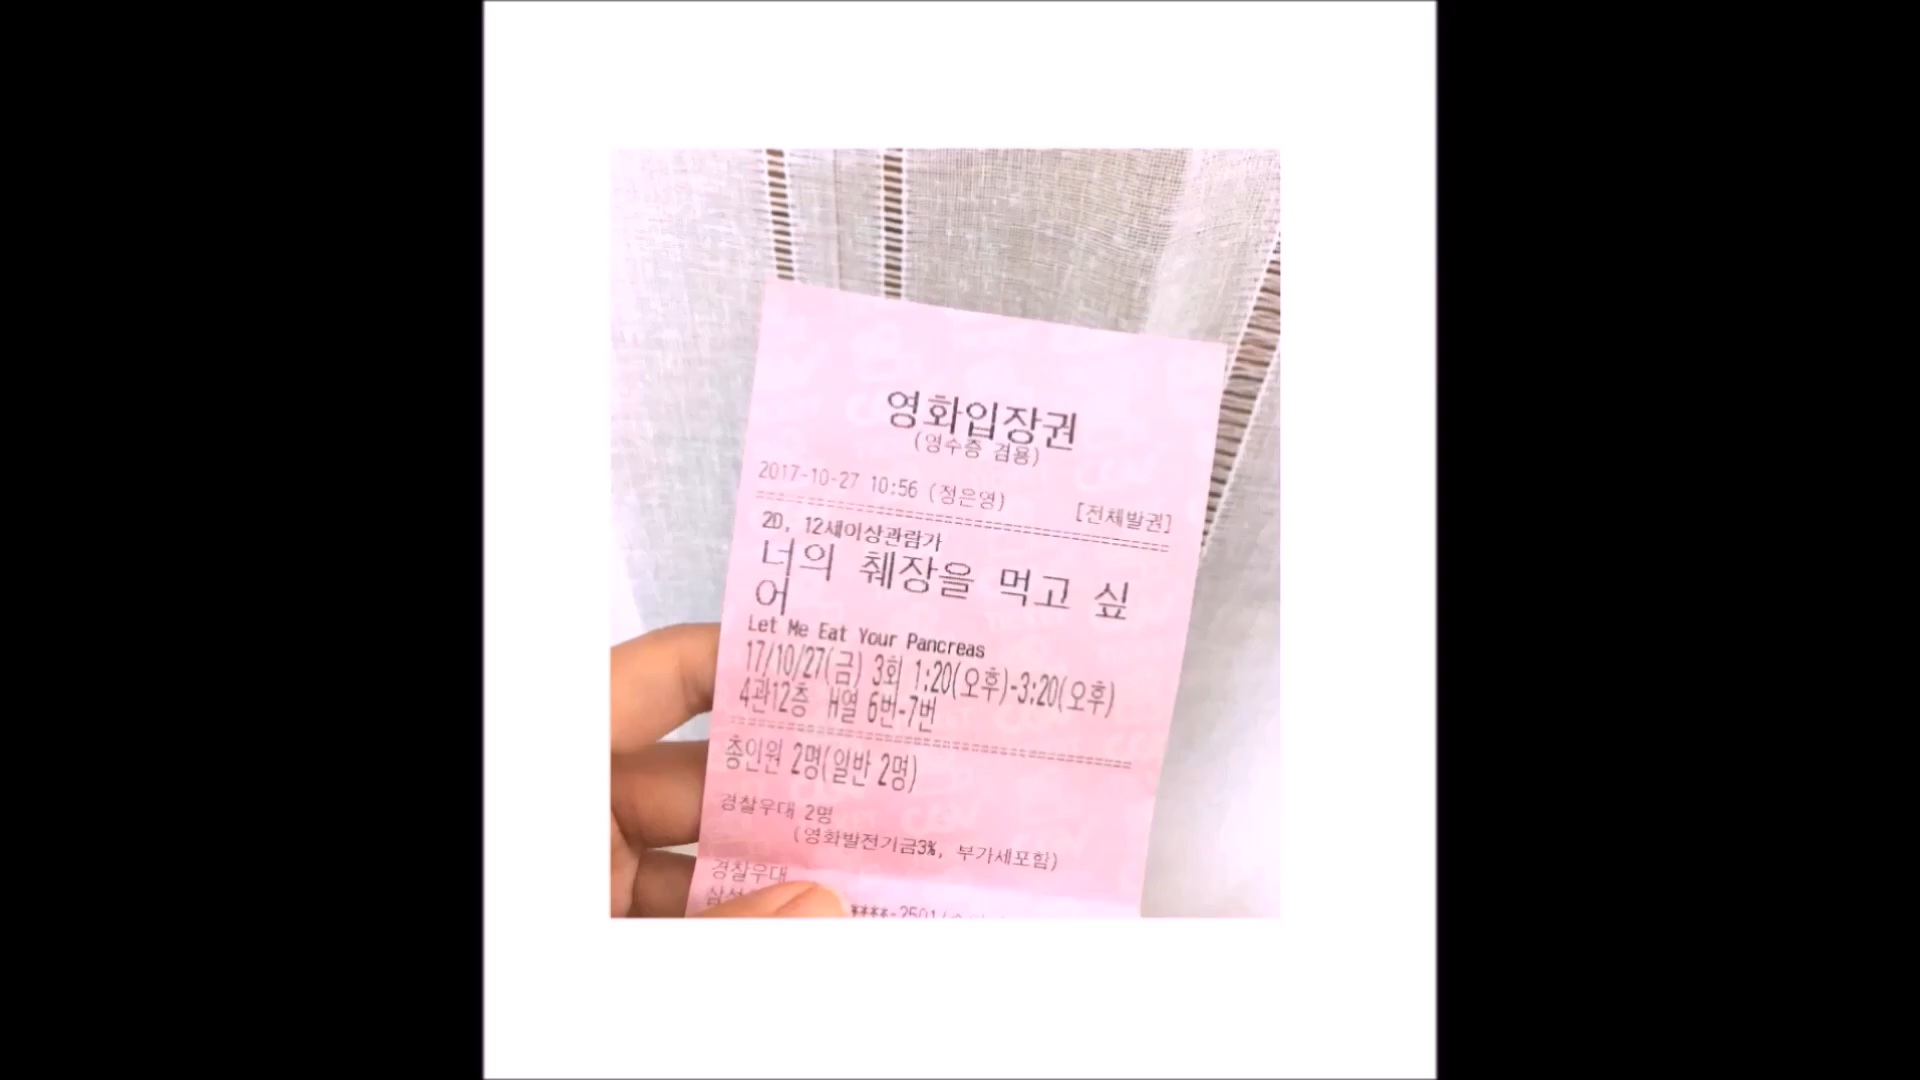 영화입장권
(영수증 겸용)
2017-10-27 10:56 (정은영) [전체발권]
2D, 12세이상관람가
너의 췌장을 먹고 싶
어
Let Me Eat Your Pancreas
17/10/27(금) 3회 1:20(오후)-3:20(오후)
4관12층 H열 6번-7번
총인원 2명(일반 2명)
경찰우대 2명
(영화발전기금3%, 부가세포함)
경찰우대
****-2501/